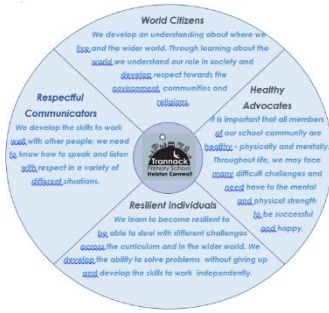 World Citizens
We develop an understanding about where we
live and the wider world. Through learning about the
world we understand our role in society and
develop respect towards the
environment, communities and
religions.
Respectful
Communicators
We develop the skills to work
well with other people; we need
to know how to speak and listen
with respect in a variety of
different situations.
Healthy
Advocates
It is important that all members
of our school community are
healthy - physically and mentally.
Throughout life, we may face
many difficult challenges and
need have to the mental
and physical strength
to be successful
and happy.
Trannack
Primary School
Helston Cornwall
Resilient Individuals
We learn to become resilient to
be able to deal with different challenges
across the curriculum and in the wider world. We
develop the ability to solve problems without giving up
and develop the skills to work independently.